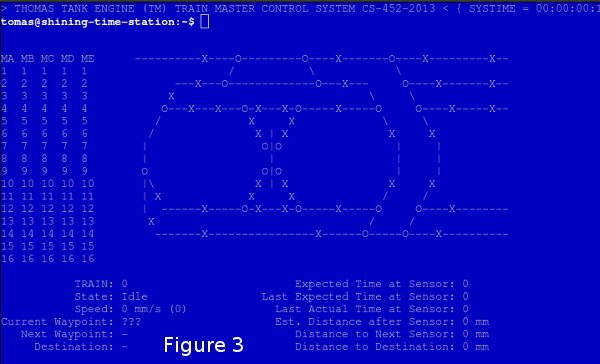 > THOMAS TANK ENGINE (TM) TRAIN MASTER CONTROL SYSTEM CS-452-2013 < { SYSTIME = 00:00:00:1
tomas@shining-time-station:~$
MA MB MC MD ME ----------X----O----------O----X-------O----X---------X--
1 1 1 1 1 / \ \
2 2 2 2 2 ---X---O--------------O---X--- O------X-------X--
3 3 3 3 3 X \ \
4 4 4 4 4 O---X---X---O-X---X-O-----X-----O O-----X-----X--
5 5 5 5 5 / X X \ \
6 6 6 6 6 / X | X X X
7 7 7 7 7 | O|O | |
8 8 8 8 8 | | | |
9 9 9 9 9 O O|O | |
10 10 10 10 10 |\ X | X X X
11 11 11 11 11 | X X X / /
12 12 12 12 12 | ------X-----O-X---X-O-----X-----O O----X---------
13 13 13 13 13 X / /
14 14 14 14 14 -------X-----------------X------O-----O----X----------
15 15 15 15 15
16 16 16 16 16
TRAIN: 0 Expected Time at Sensor: 0
State: Idle Last Expected Time at Sensor: 0
Speed: 0 mm/s (0) Last Actual Time at Sensor: 0
Current Waypoint: ??? Est. Distance after Sensor: 0 mm
Next Waypoint: - Distance to Next Sensor: 0 mm
Destination: - Distance to Destination: 0 mm
Figure 3